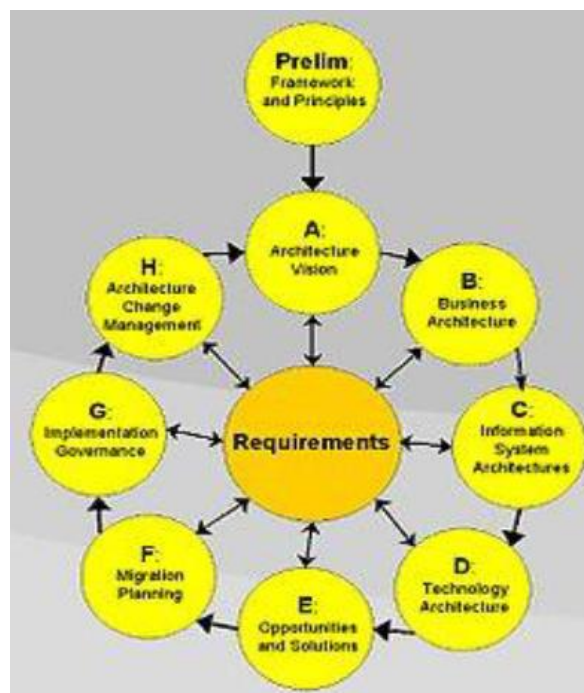 Prelim:
Framework
and Principles
A:
Architecture
Vision
H:
Architecture
Change
Management
B:
Business
Architecture
G:
Implementation
Governance
Requirements
C:
Information
System
Architectures
F:
Migration
Planning
D:
Technology
Architecture
E:
Opportunities
and Solutions